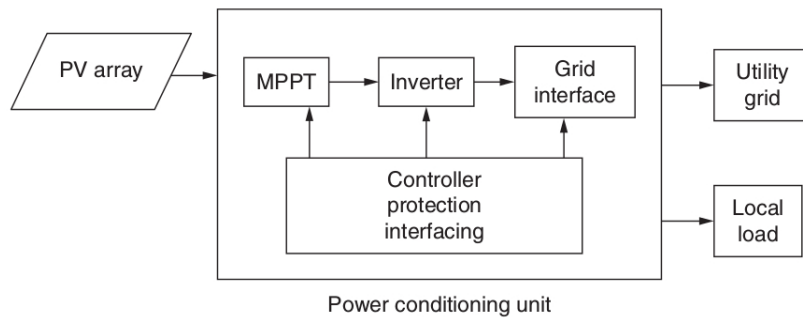 PV array
MPPT
Inverter
Grid
interface
Utility
grid
Controller
protection
interfacing
Local
load
Power conditioning unit